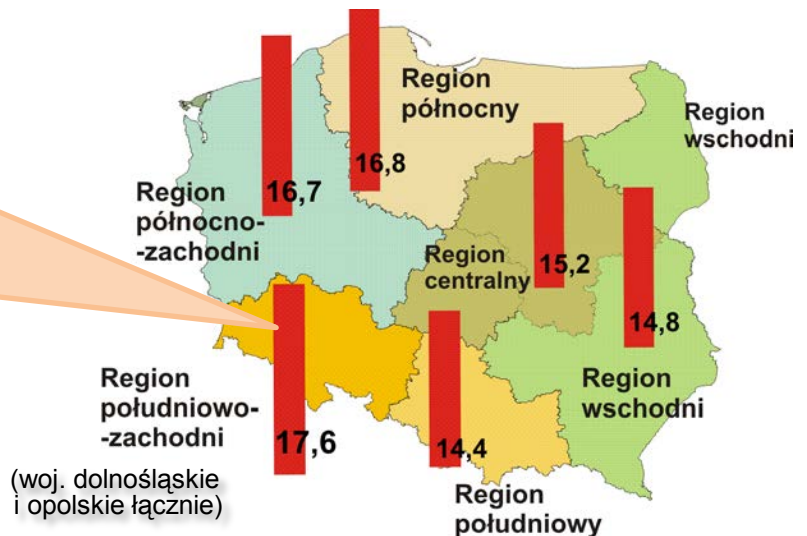 Region
północny
16,8
Region
wschodni
16,7
Region
północno-
-zachodni
Region
centralny
15,2
14,8
Region
wschodni
Region
południowo-
-zachodni
17,6
(woj. dolnośląskie
i opolskie łącznie)
14,4
Region
południowy